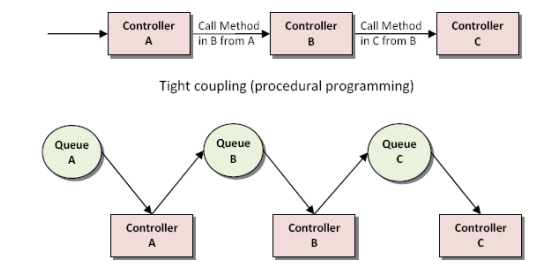 Controller
A
Call Method
in B from A
Controller
B
Call Method
in C from B
Controller
C
Tight coupling (procedural programming)
Queue
A
Queue
B
Queue
C
Controller
A
Controller
B
Controller
C